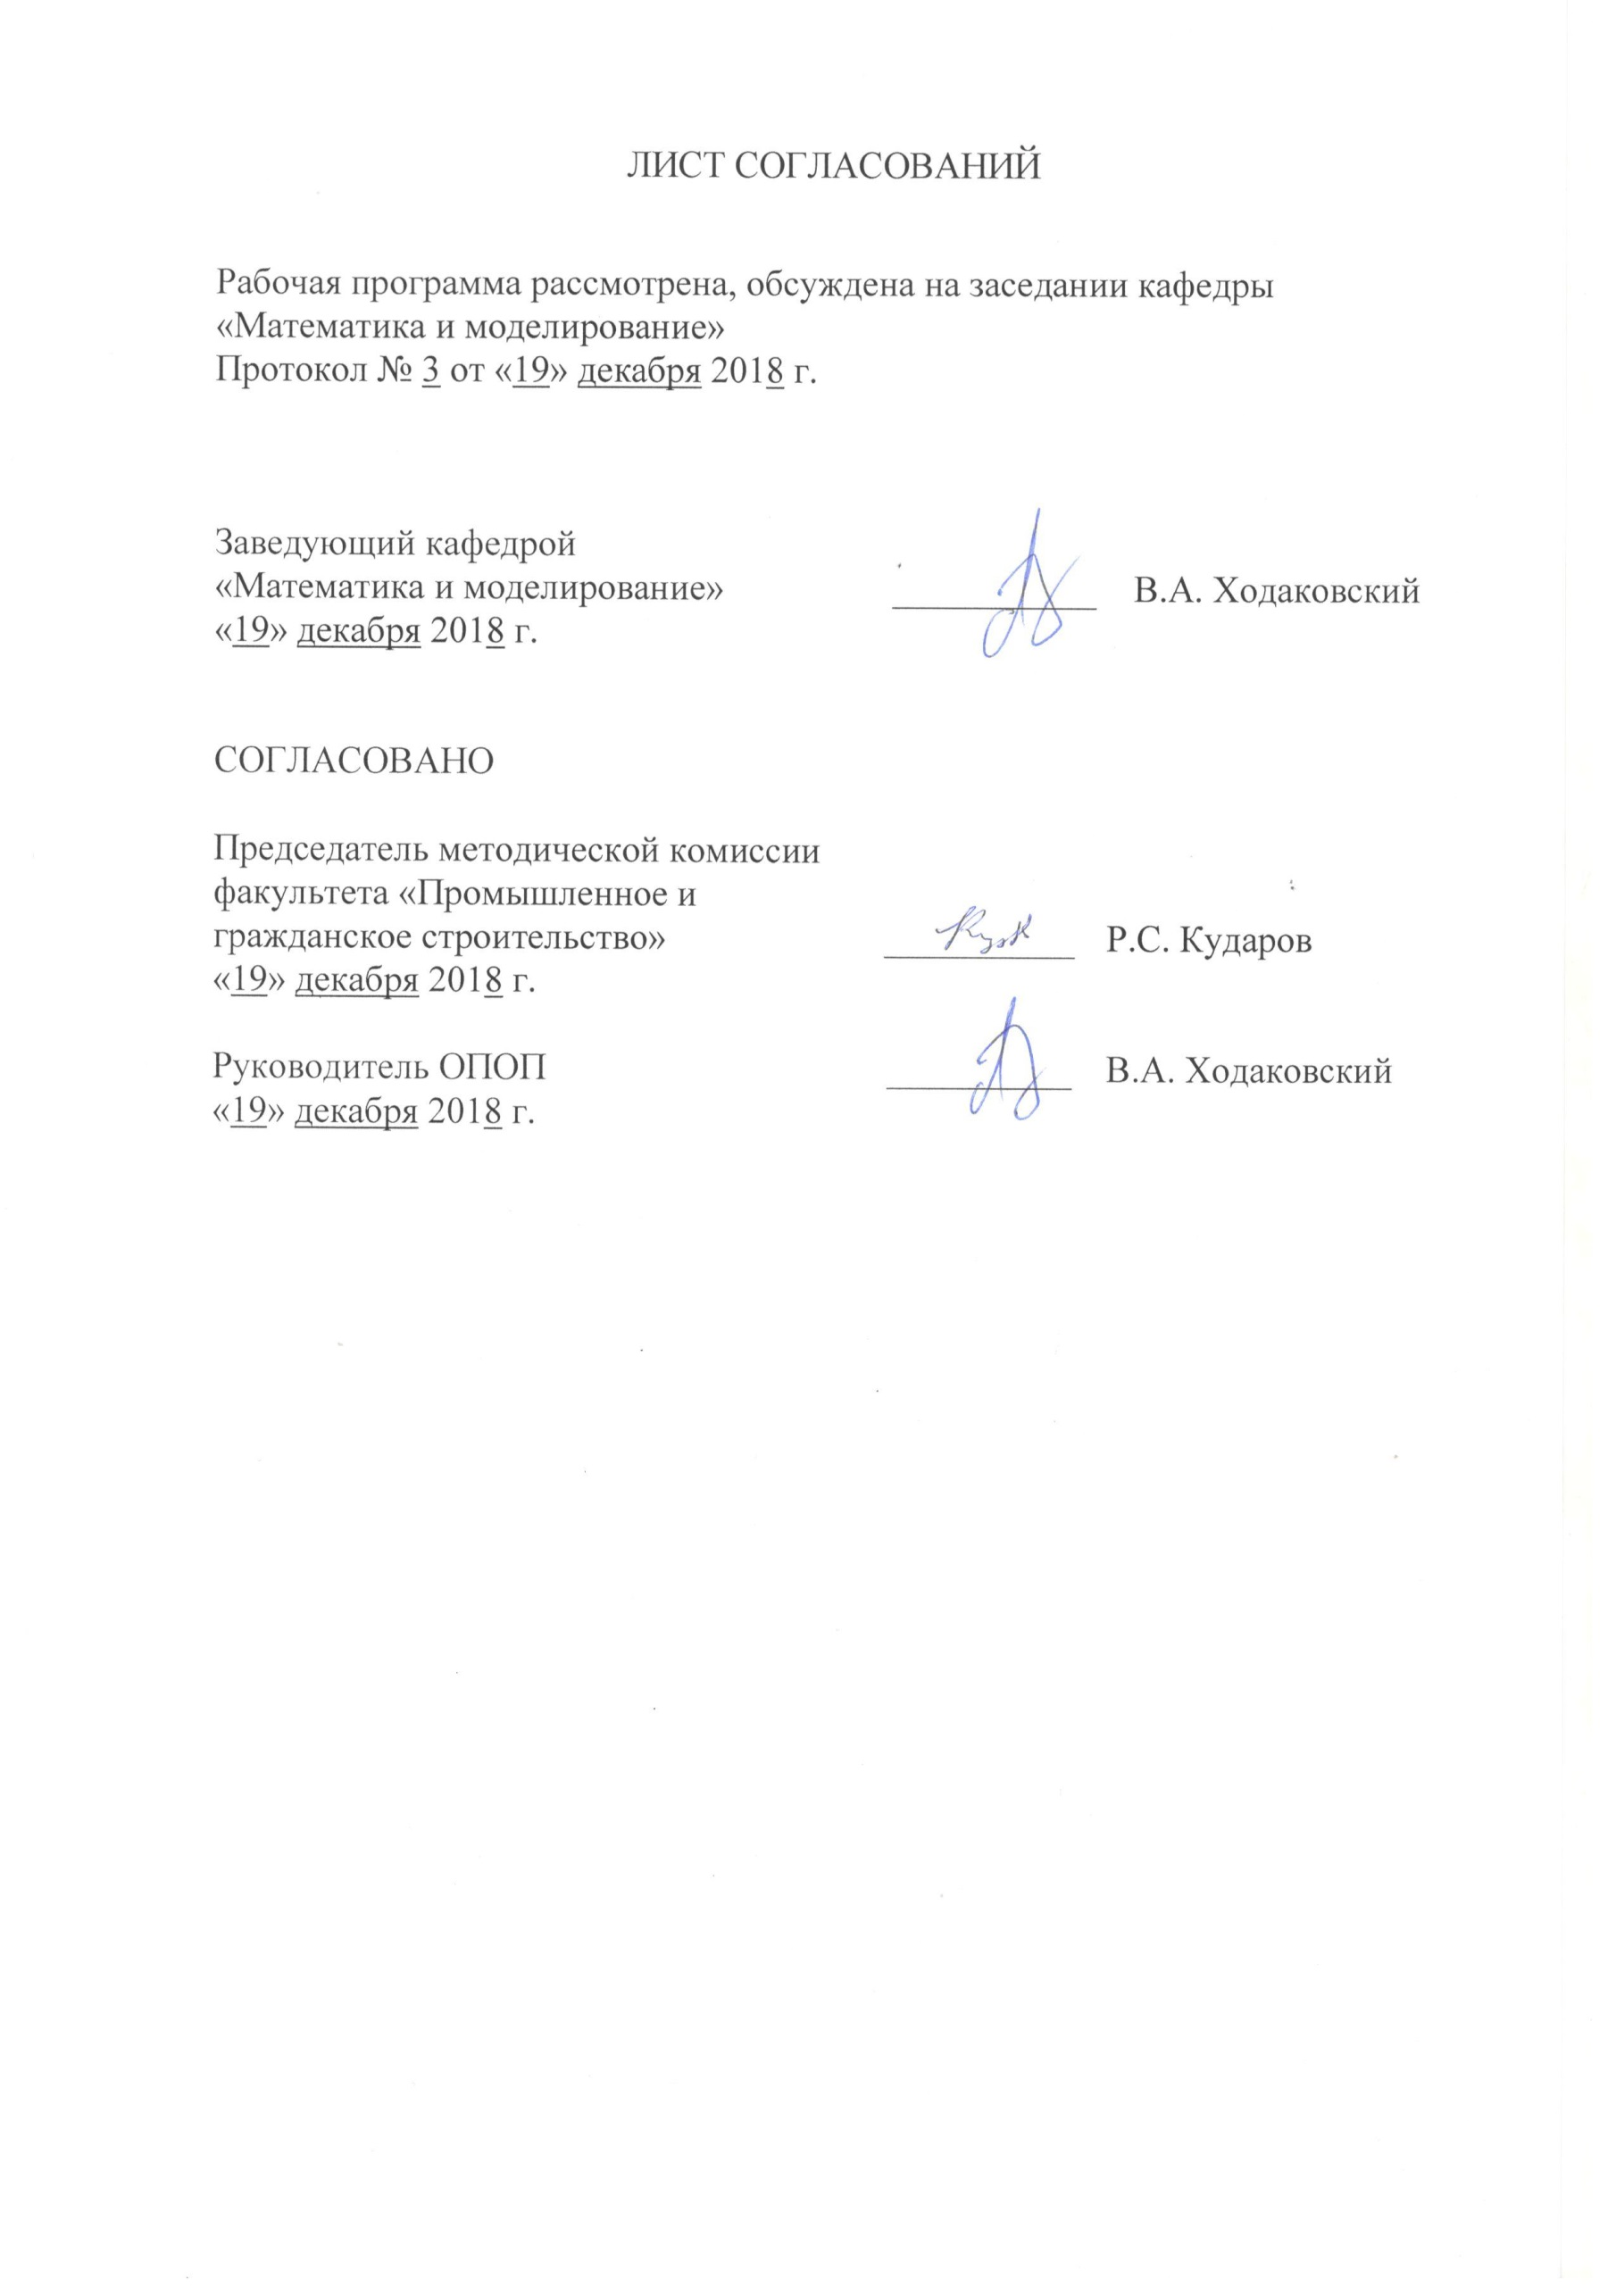 ЛИСТ СОГЛАСОВАНИЙ
Рабочая программа рассмотрена, обсуждена на заседании кафедры
«Математика и моделирование»
Протокол № 3 от «19» декабря 2018 г.
Заведующий кафедрой
«Математика и моделирование» В.А. Ходаковский
«19» декабря 2018 г.
СОГЛАСОВАНО
Председатель методической комиссии
факультета «Промышленное и
гражданское строительство» Р.С. Кударов
«19» декабря 2018 г.
Руководитель ОПОП В.А. Ходаковский
«19» декабря 2018 г.